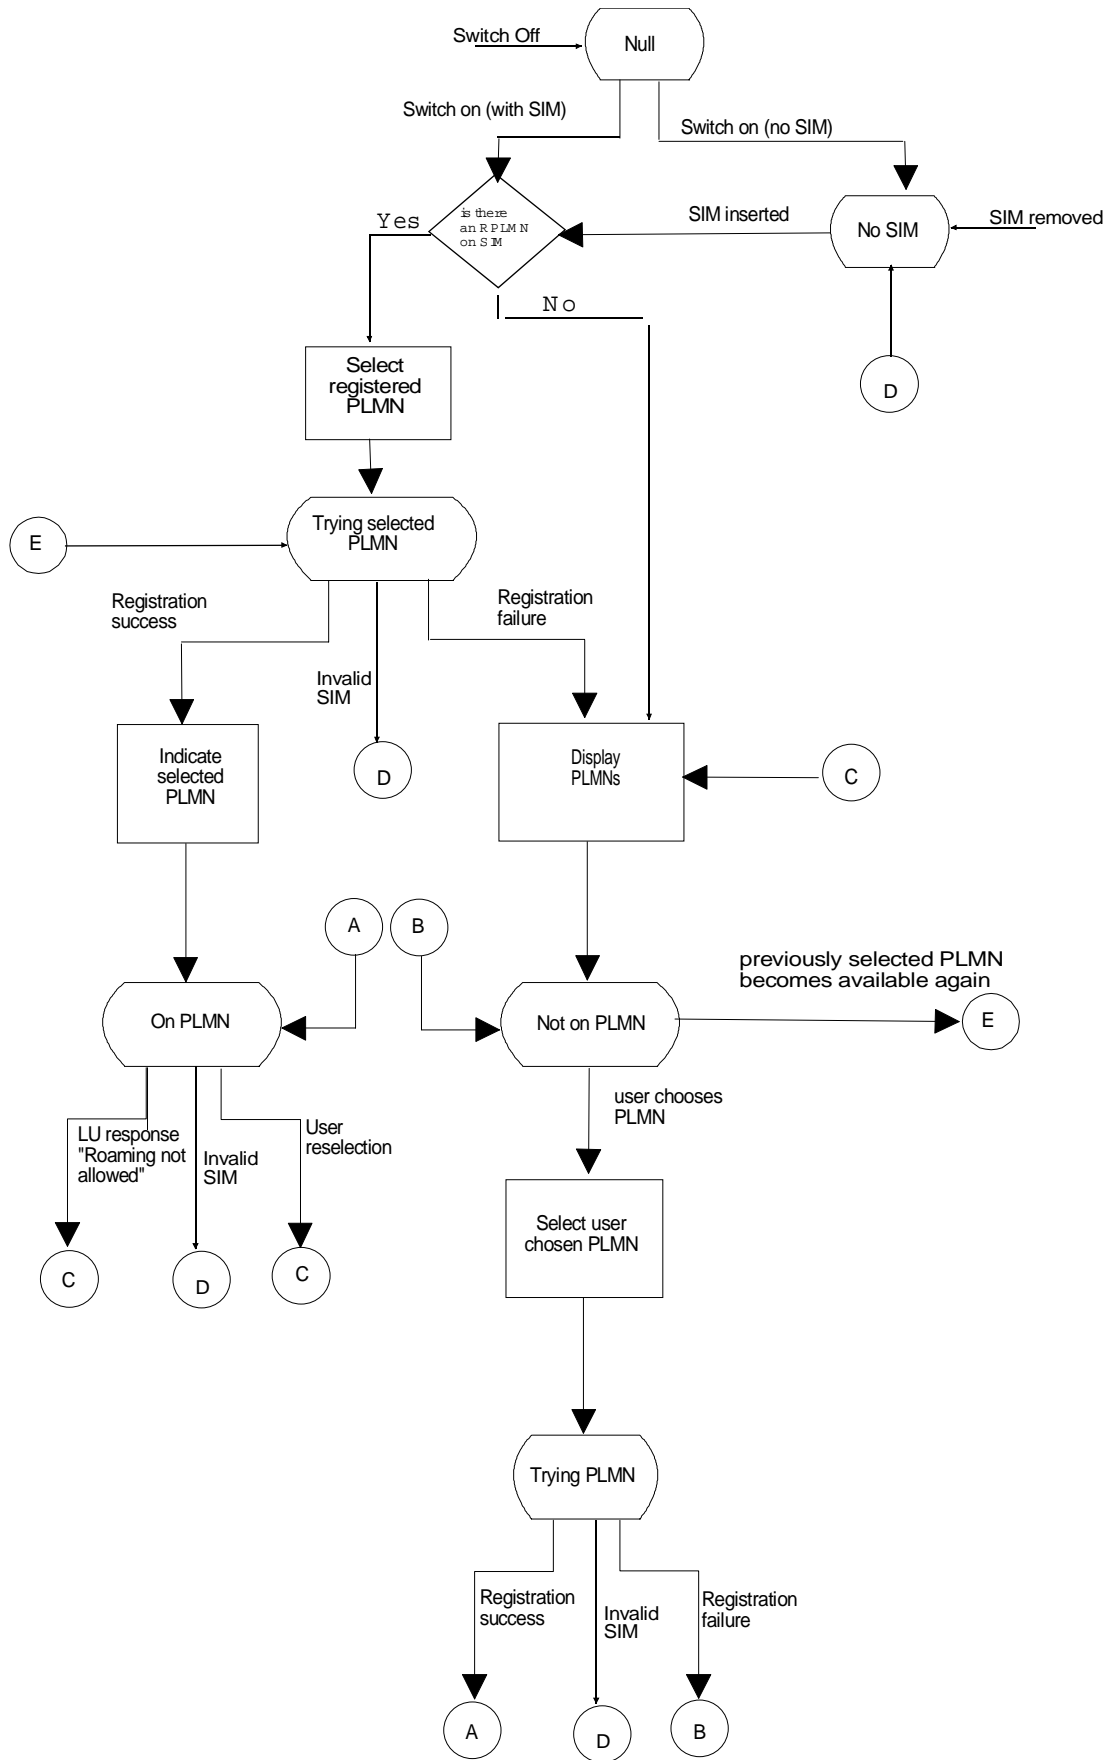 Switch Off
Null
Switch on (with SIM)
Switch on (no SIM)
Yes
is there
an RPLMN
on SIM
SIM inserted
No SIM
SIM removed
No
Select
registered
PLMN
D
Trying selected
PLMN
E
Registration
success
Registration
failure
Invalid
SIM
Indicate
selected
PLMN
D
Display
PLMNs
C
A
B
previously selected PLMN
becomes available again
On PLMN
Not on PLMN
E
user chooses
PLMN
LU response
"Roaming not
allowed"
Invalid
SIM
User
reselection
C
D
C
Select user
chosen PLMN
Trying PLMN
Registration
success
Invalid
SIM
Registration
failure
A
D
B